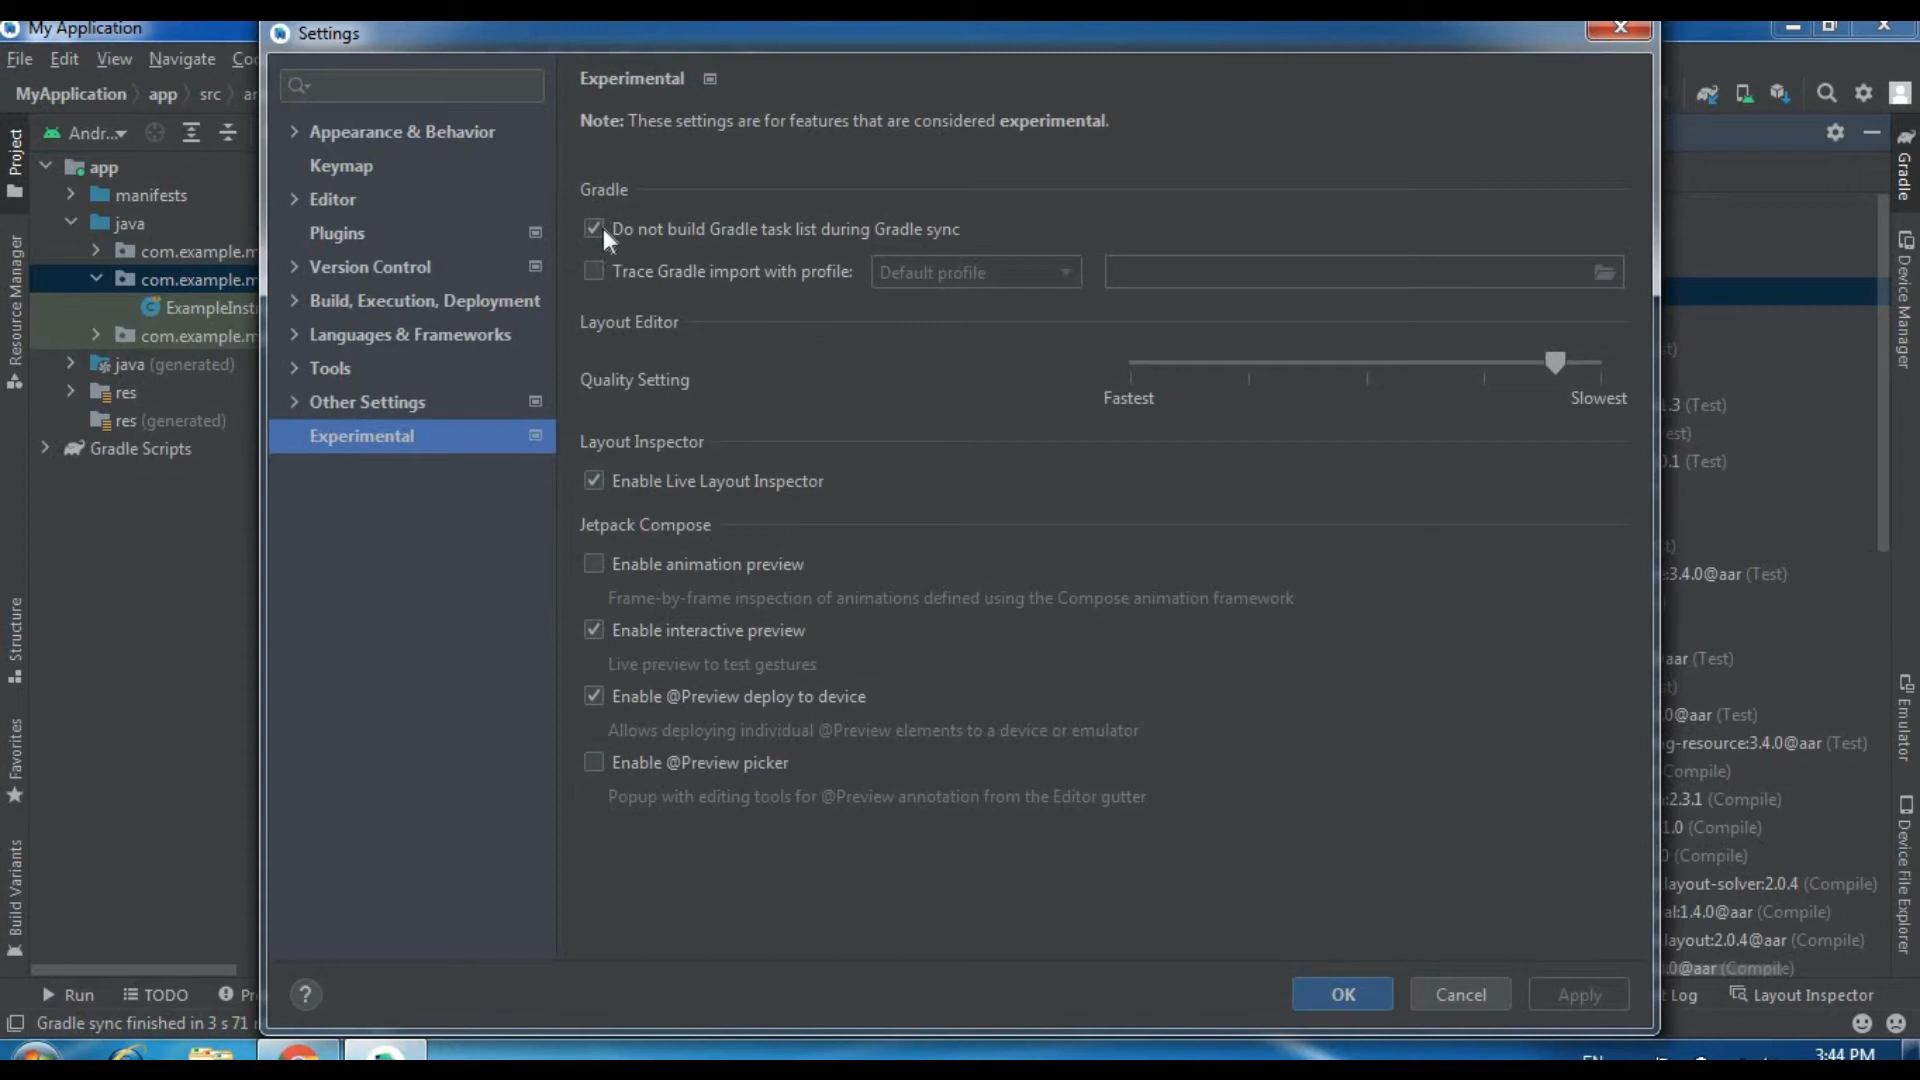 My Application
Settings
File Edit View Navigate Co
MyApplication app src
Andr...
app
manifests
java
com.example.m
com.example.m
ExampleInst
com.example.m
java (generated)
res
res (generated)
Gradle Scripts
Project
Resource Manager
Structure
Favorites
Build Variants
Appearance & Behavior
Keymap
Editor
Plugins
Version Control
Build, Execution, Deployment
Languages & Frameworks
Tools
Other Settings
Experimental
Experimental
Note: These settings are for features that are considered experimental.
Gradle
Do not build Gradle task list during Gradle sync
Trace Gradle import with profile: Default profile
Layout Editor
Quality Setting
Fastest Slowest
Layout Inspector
Enable Live Layout Inspector
Jetpack Compose
Enable animation preview
Frame-by-frame inspection of animations defined using the Compose animation framework
Enable interactive preview
Live preview to test gestures
Enable @Preview deploy to device
Allows deploying individual @Preview elements to a device or emulator
Enable @Preview picker
Popup with editing tools for @Preview annotation from the Editor gutter
? OK Cancel Apply
t)
.3 (Test)
est)
0.1 (Test)
t)
:3.4.0@aar (Test)
aar (Test)
t)
0@aar (Test)
g-resource:3.4.0@aar (Test)
Compile)
:2.3.1 (Compile)
1.0 (Compile)
0 (Compile)
layout-solver:2.0.4 (Compile)
al:1.4.0@aar (Compile)
layout:2.0.4@aar (Compile)
.0@aar (Compile)
Gradle
Device Manager
Emulator
Device File Explorer
Run TODO Pr
t Log Layout Inspector
Gradle sync finished in 3 s 71
3:44 PM